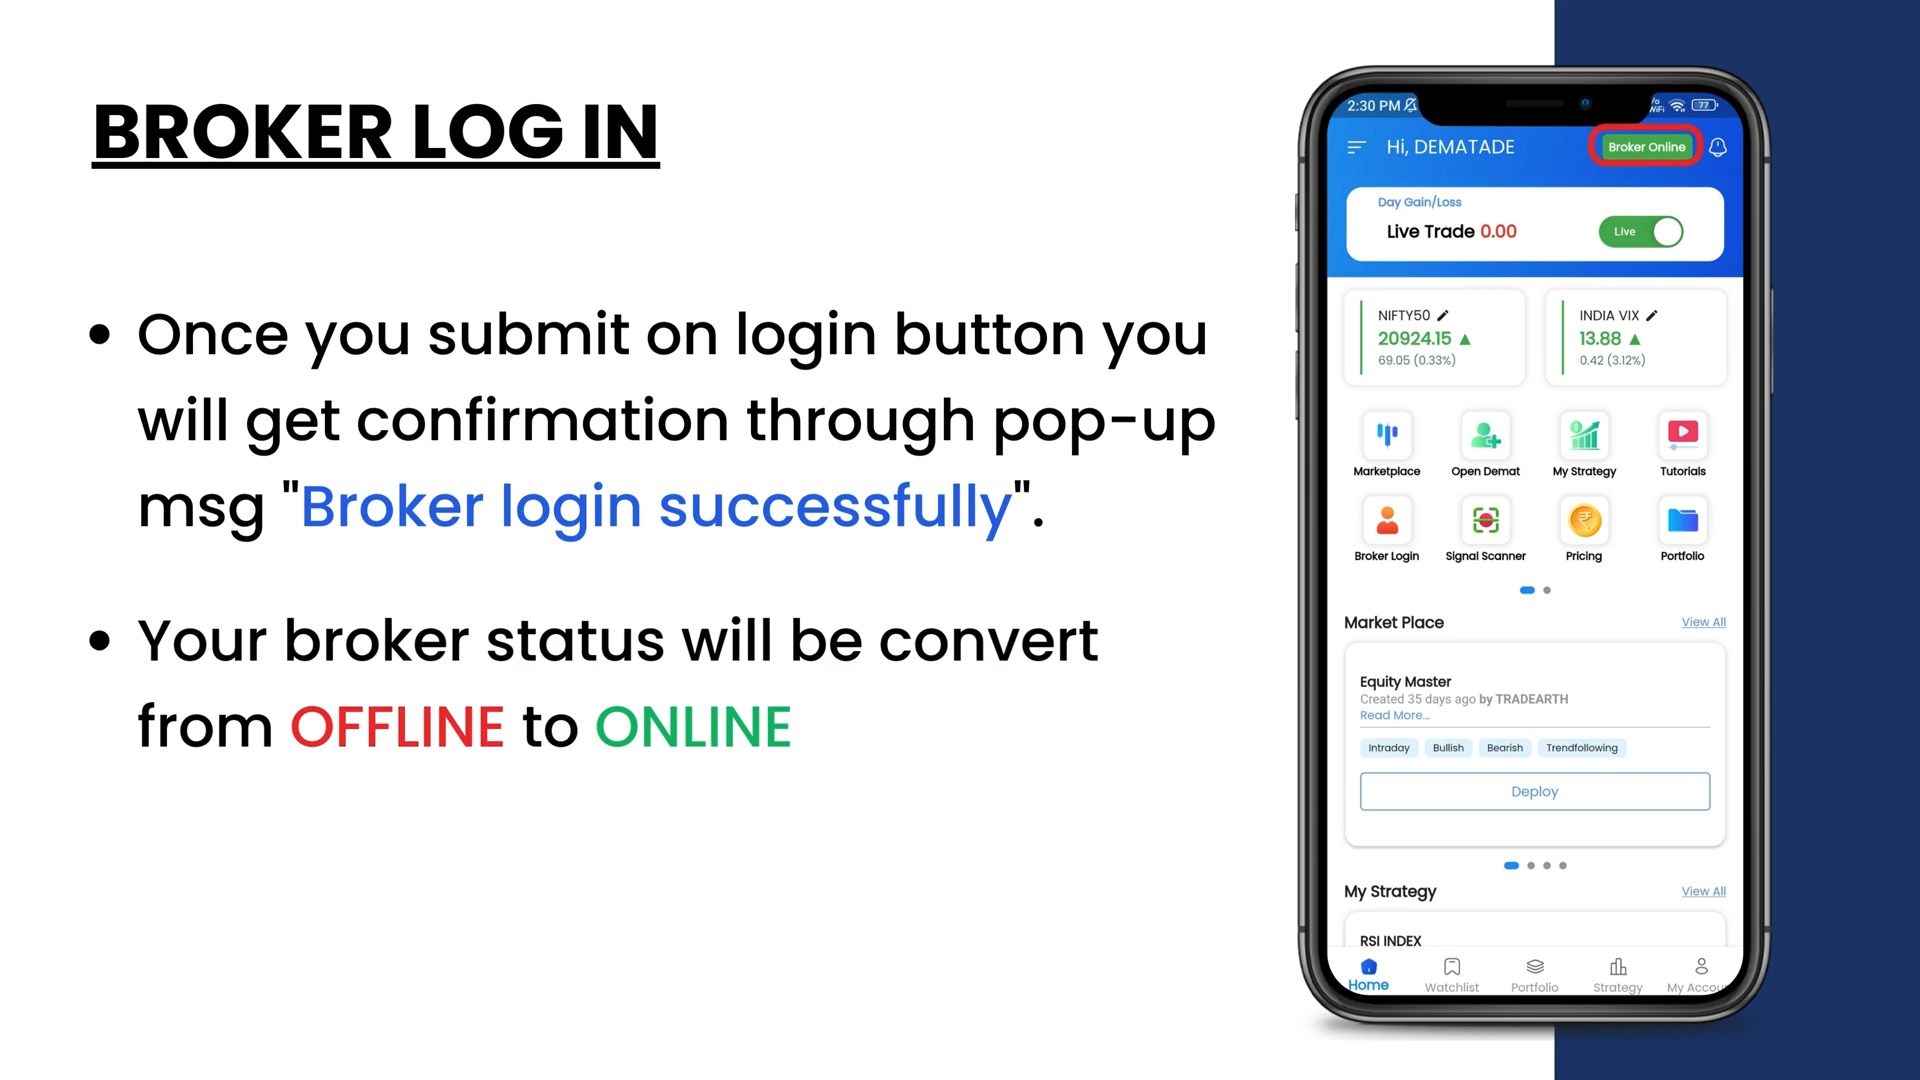 BROKER LOG IN
• Once you submit on login button you
will get confirmation through pop-up
msg "Broker login successfully".
• Your broker status will be convert
from OFFLINE to ONLINE
2:30 PM
77
Hi, DEMATADE
Broker Online
Day Gain/Loss
Live Trade 0.00
Live
NIFTY50
20924.15 ▲
69.05 (0.33%)
INDIA VIX
13.88 ▲
0.42 (3.12%)
Marketplace
Open Demat
My Strategy
Tutorials
Broker Login
Signal Scanner
Pricing
Portfolio
Market Place
View All
Equity Master
Created 35 days ago by TRADEARTH
Read More...
Intraday
Bullish
Bearish
Trendfollowing
Deploy
My Strategy
View All
RSI INDEX
Home
Watchlist
Portfolio
Strategy
My Accou